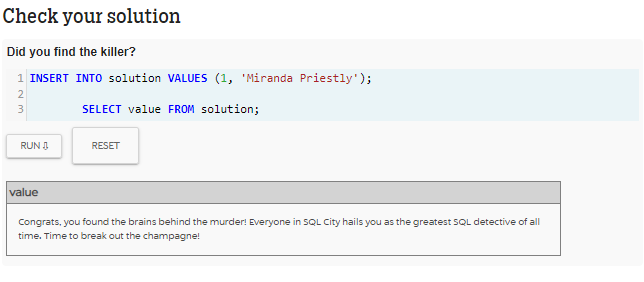 Check your solution
Did you find the killer?
1 INSERT INTO solution VALUES (1, 'Miranda Priestly');
2
3 SELECT value FROM solution;
RUN ⇩ RESET
value
Congrats, you found the brains behind the murder! Everyone in SQL City hails you as the greatest SQL detective of all
time. Time to break out the champagne!